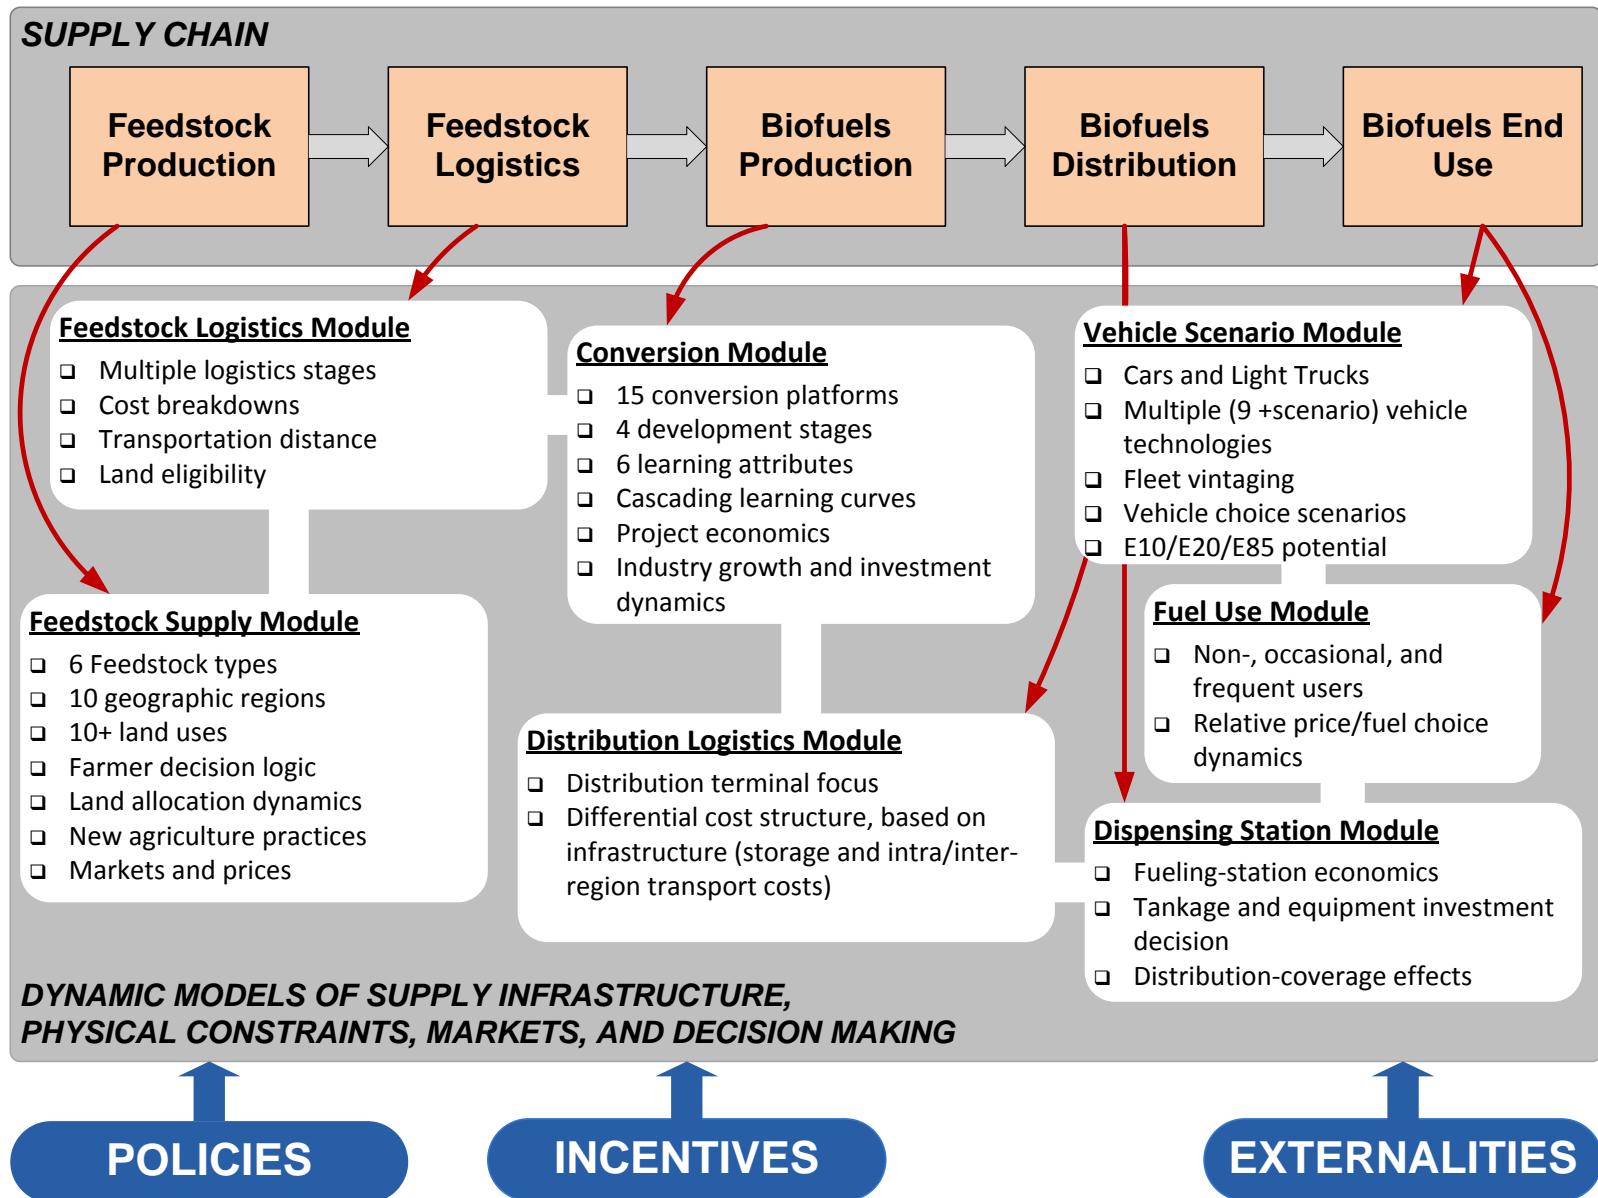 SUPPLY CHAIN
Feedstock
Production
Feedstock
Logistics
Biofuels
Production
Biofuels
Distribution
Biofuels End
Use
Feedstock Logistics Module
Multiple logistics stages
Cost breakdowns
Transportation distance
Land eligibility
Feedstock Supply Module
6 Feedstock types
10 geographic regions
10+ land uses
Farmer decision logic
Land allocation dynamics
New agriculture practices
Markets and prices
Conversion Module
15 conversion platforms
4 development stages
6 learning attributes
Cascading learning curves
Project economics
Industry growth and investment
dynamics
Distribution Logistics Module
Distribution terminal focus
Differential cost structure, based on
infrastructure (storage and intra/inter-
region transport costs)
Vehicle Scenario Module
Cars and Light Trucks
Multiple (9 +scenario) vehicle
technologies
Fleet vintaging
Vehicle choice scenarios
E10/E20/E85 potential
Fuel Use Module
Non-, occasional, and
frequent users
Relative price/fuel choice
dynamics
Dispensing Station Module
Fueling-station economics
Tankage and equipment investment
decision
Distribution-coverage effects
DYNAMIC MODELS OF SUPPLY INFRASTRUCTURE,
PHYSICAL CONSTRAINTS, MARKETS, AND DECISION MAKING
POLICIES
INCENTIVES
EXTERNALITIES